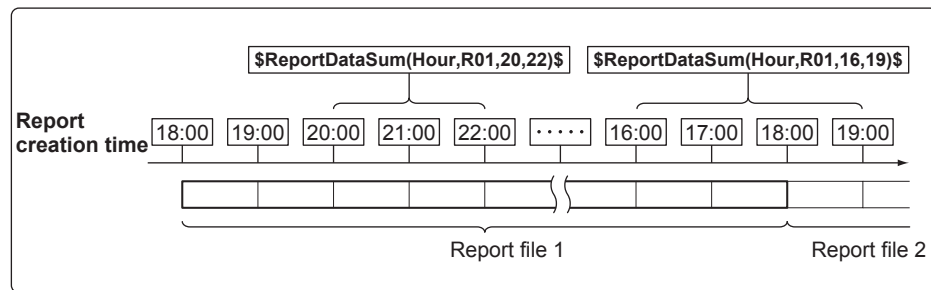 $ReportDataSum(Hour,R01,20,22)$ $ReportDataSum(Hour,R01,16,19)$
Report
creation time
18:00 19:00 20:00 21:00 22:00 ····· 16:00 17:00 18:00 19:00
Report file 1 Report file 2